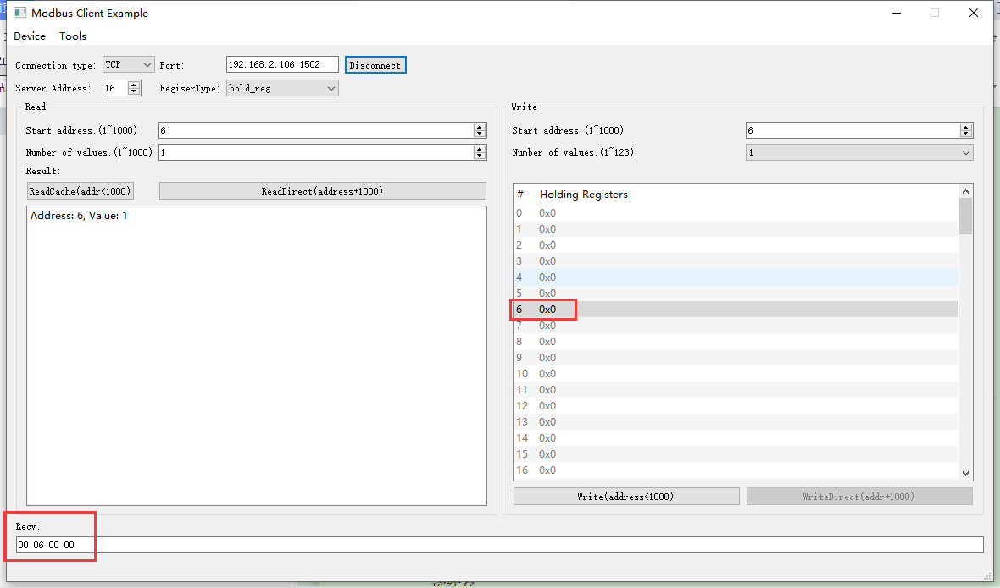 Modbus Client Example
Device Tools
Connection type: TCP Port: 192.168.2.106:1502 Disconnect
Server Address: 16 RegiserType: hold_reg
Read
Start address:(1~1000) 6
Number of values:(1~1000) 1
Result:
ReadCache(addr<1000) ReadDirect(address+1000)
Address: 6, Value: 1
Write
Start address:(1~1000) 6
Number of values:(1~123) 1
# Holding Registers
0 0x0
1 0x0
2 0x0
3 0x0
4 0x0
5 0x0
6 0x0
7 0x0
8 0x0
9 0x0
10 0x0
11 0x0
12 0x0
13 0x0
14 0x0
15 0x0
16 0x0
Write(address<1000) WriteDirect(addr+1000)
Recv:
00 06 00 00